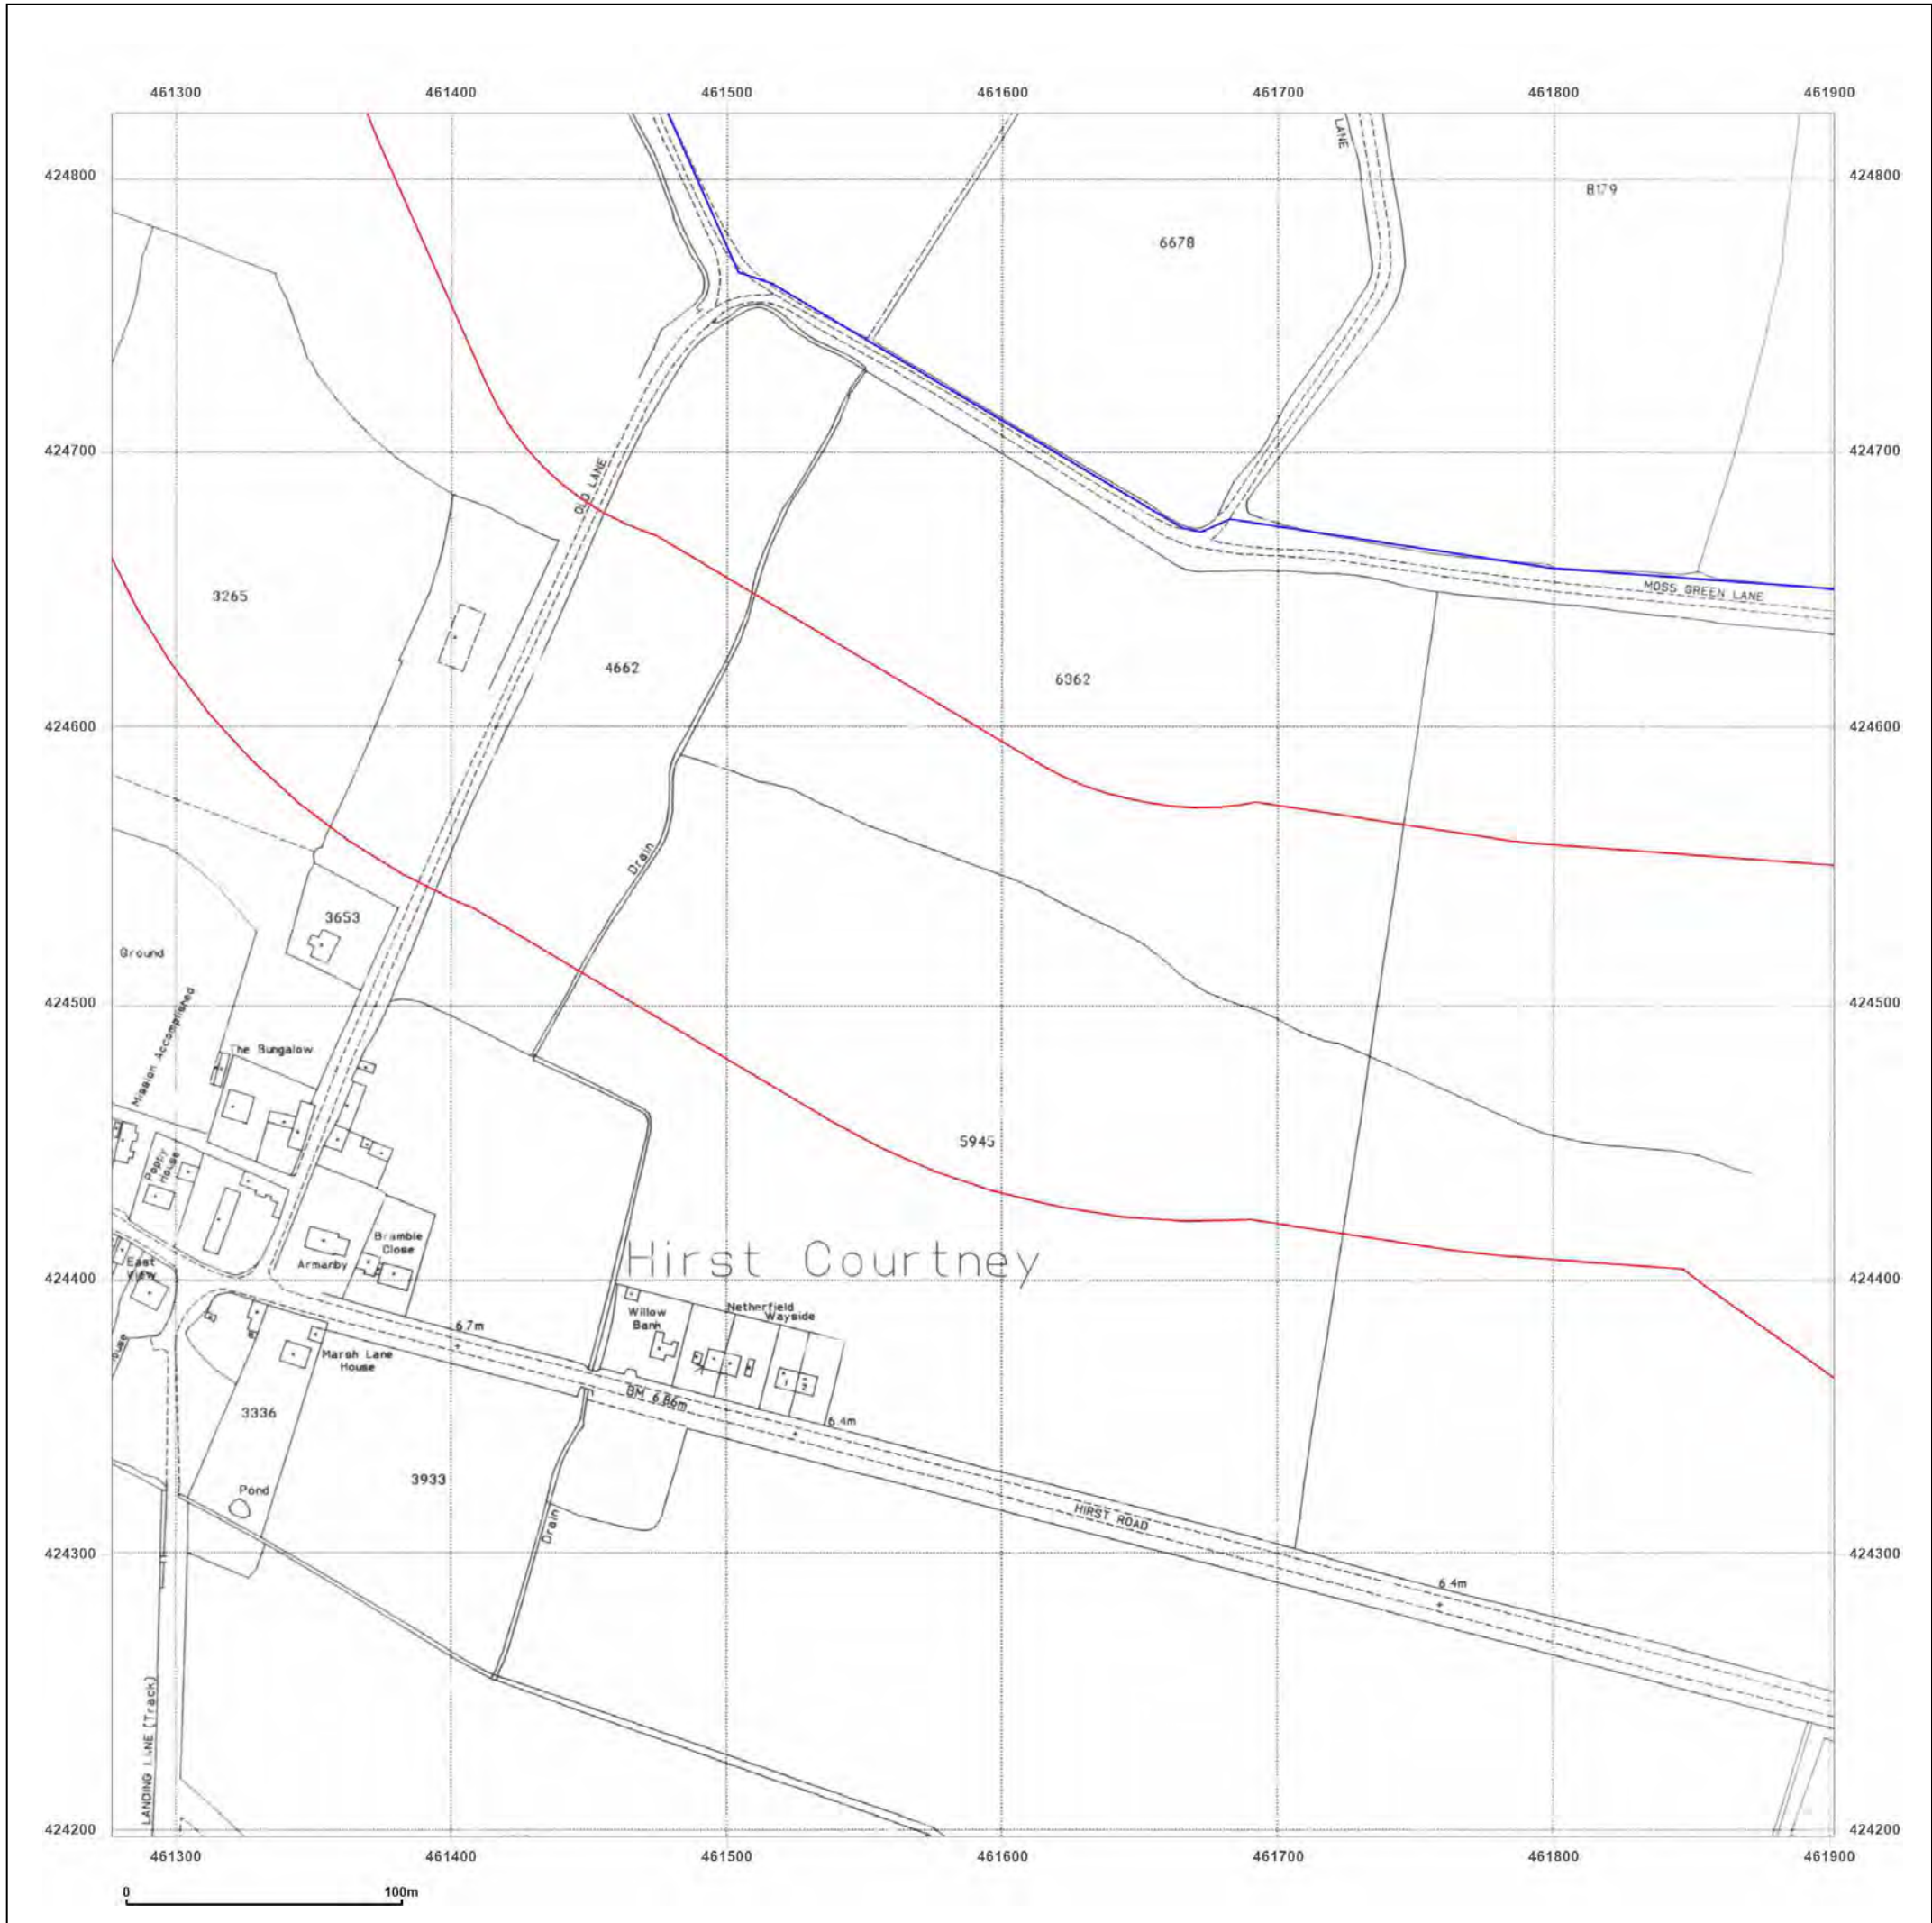 461300 461400 461500 461600 461700 461800 461900
LANE
424800 424800
8179
6678
424700 424700
OLD LANE
MOSS GREEN LANE
3265
4662
6362
424600 424600
Drain
3653
Ground
424500 424500
Mission Accomplished
The Bungalow
5945
Poppy
House
Bramble
Close
Hirst Courtney
East
View
Armanby
424400 424400
Willow
Bank
Netherfield
Wayside
6.7m
Marsh Lane
House
BM 6.86m
6.4m
3336
3933
Pond
Drain
HIRST ROAD
424300 424300
6.4m
LANDING LANE (Track)
424200 424200
461300 461400 461500 461600 461700 461800 461900
0 100m